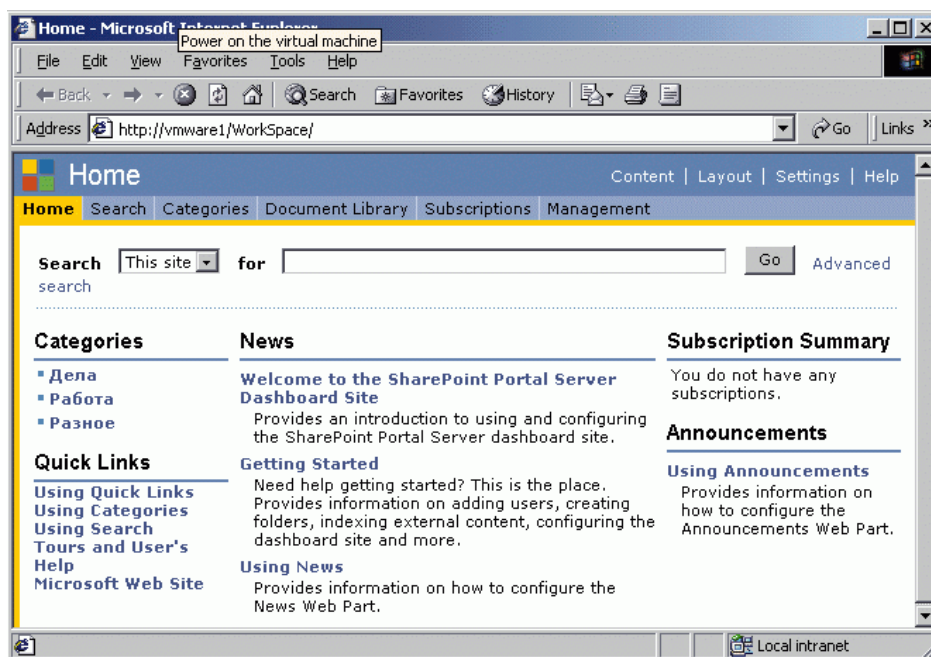 Home - Microsoft Internet Explorer
Power on the virtual machine
File Edit View Favorites Tools Help
Back Search Favorites History
Address http://vmware1/WorkSpace/ Go Links »
Home Content | Layout | Settings | Help
Home Search Categories Document Library Subscriptions Management
Search This site for Go Advanced
search
Categories
Дела
Работа
Разное
Quick Links
Using Quick Links
Using Categories
Using Search
Tours and User's
Help
Microsoft Web Site
News
Welcome to the SharePoint Portal Server
Dashboard Site
Provides an introduction to using and configuring
the SharePoint Portal Server dashboard site.
Getting Started
Need help getting started? This is the place.
Provides information on adding users, creating
folders, indexing external content, configuring the
dashboard site and more.
Using News
Provides information on how to configure the
News Web Part.
Subscription Summary
You do not have any
subscriptions.
Announcements
Using Announcements
Provides information on
how to configure the
Announcements Web Part.
Local intranet